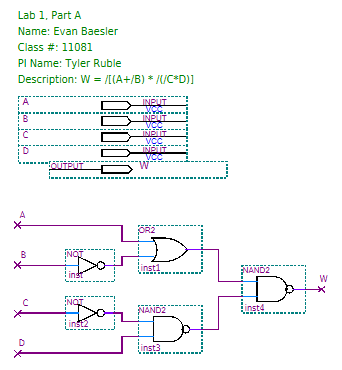 Lab 1, Part A
Name: Evan Baesler
Class #: 11081
PI Name: Tyler Ruble
Description: W = /[(A+/B) * /(/C*D)]
A INPUT
VCC
B INPUT
VCC
C INPUT
VCC
D INPUT
VCC
OUTPUT W
A
OR2
B NOT
inst
inst1
NAND2
W
C NOT
inst2
NAND2
inst4
D
inst3